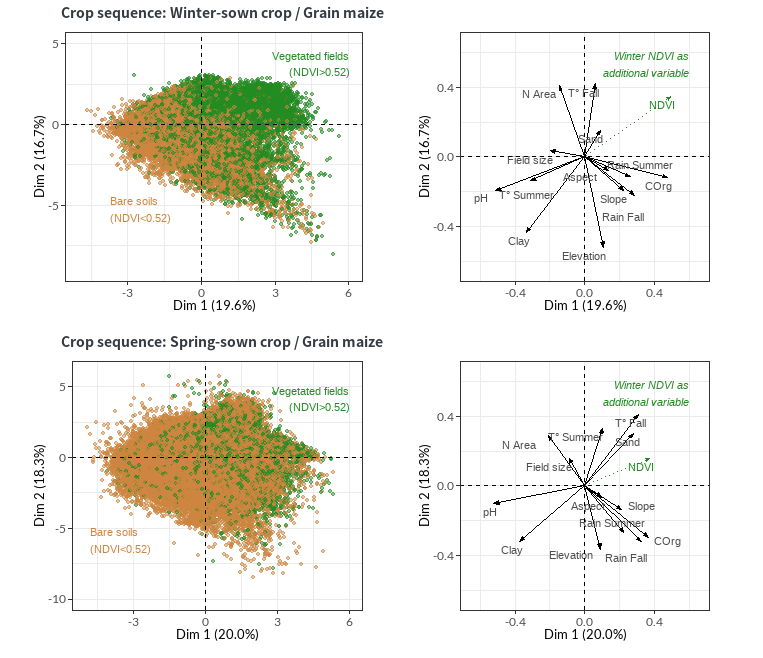 Crop sequence: Winter-sown crop / Grain maize
5
0
-5
-3
0
3
6
Dim 2 (16.7%)
Dim 1 (19.6%)
Vegetated fields
(NDVI>0.52)
Bare soils
(NDVI<0.52)
0.4
0.0
-0.4
-0.4
0.0
0.4
Dim 2 (16.7%)
Dim 1 (19.6%)
Winter NDVI as
additional variable
N Area
T° Fall
NDVI
Sand
Field size
Rain Summer
Aspect
COrg
pH
T° Summer
Slope
Rain Fall
Clay
Elevation
Crop sequence: Spring-sown crop / Grain maize
5
0
-5
-10
-3
0
3
6
Dim 2 (18.3%)
Dim 1 (20.0%)
Vegetated fields
(NDVI>0.52)
Bare soils
(NDVI<0.52)
0.4
0.0
-0.4
-0.4
0.0
0.4
Dim 2 (18.3%)
Dim 1 (20.0%)
Winter NDVI as
additional variable
T° Fall
T° Summer
Sand
N Area
Field size
NDVI
Aspect
Slope
pH
Rain Summer
COrg
Clay
Elevation
Rain Fall